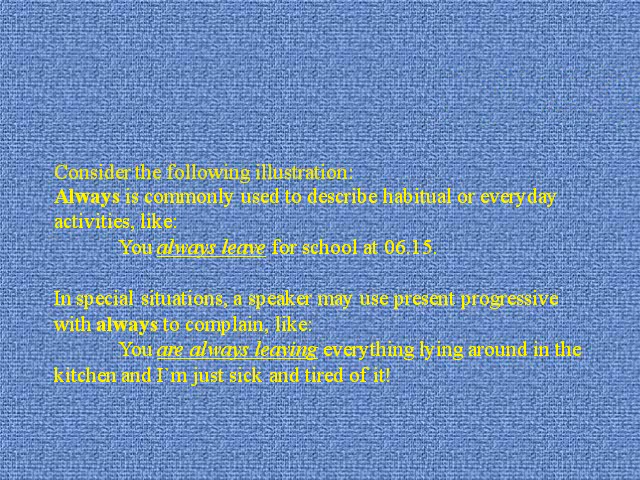 Consider the following illustration:
Always is commonly used to describe habitual or everyday
activities, like:
You always leave for school at 06.15.
In special situations, a speaker may use present progressive
with always to complain, like:
You are always leaving everything lying around in the
kitchen and I’m just sick and tired of it!